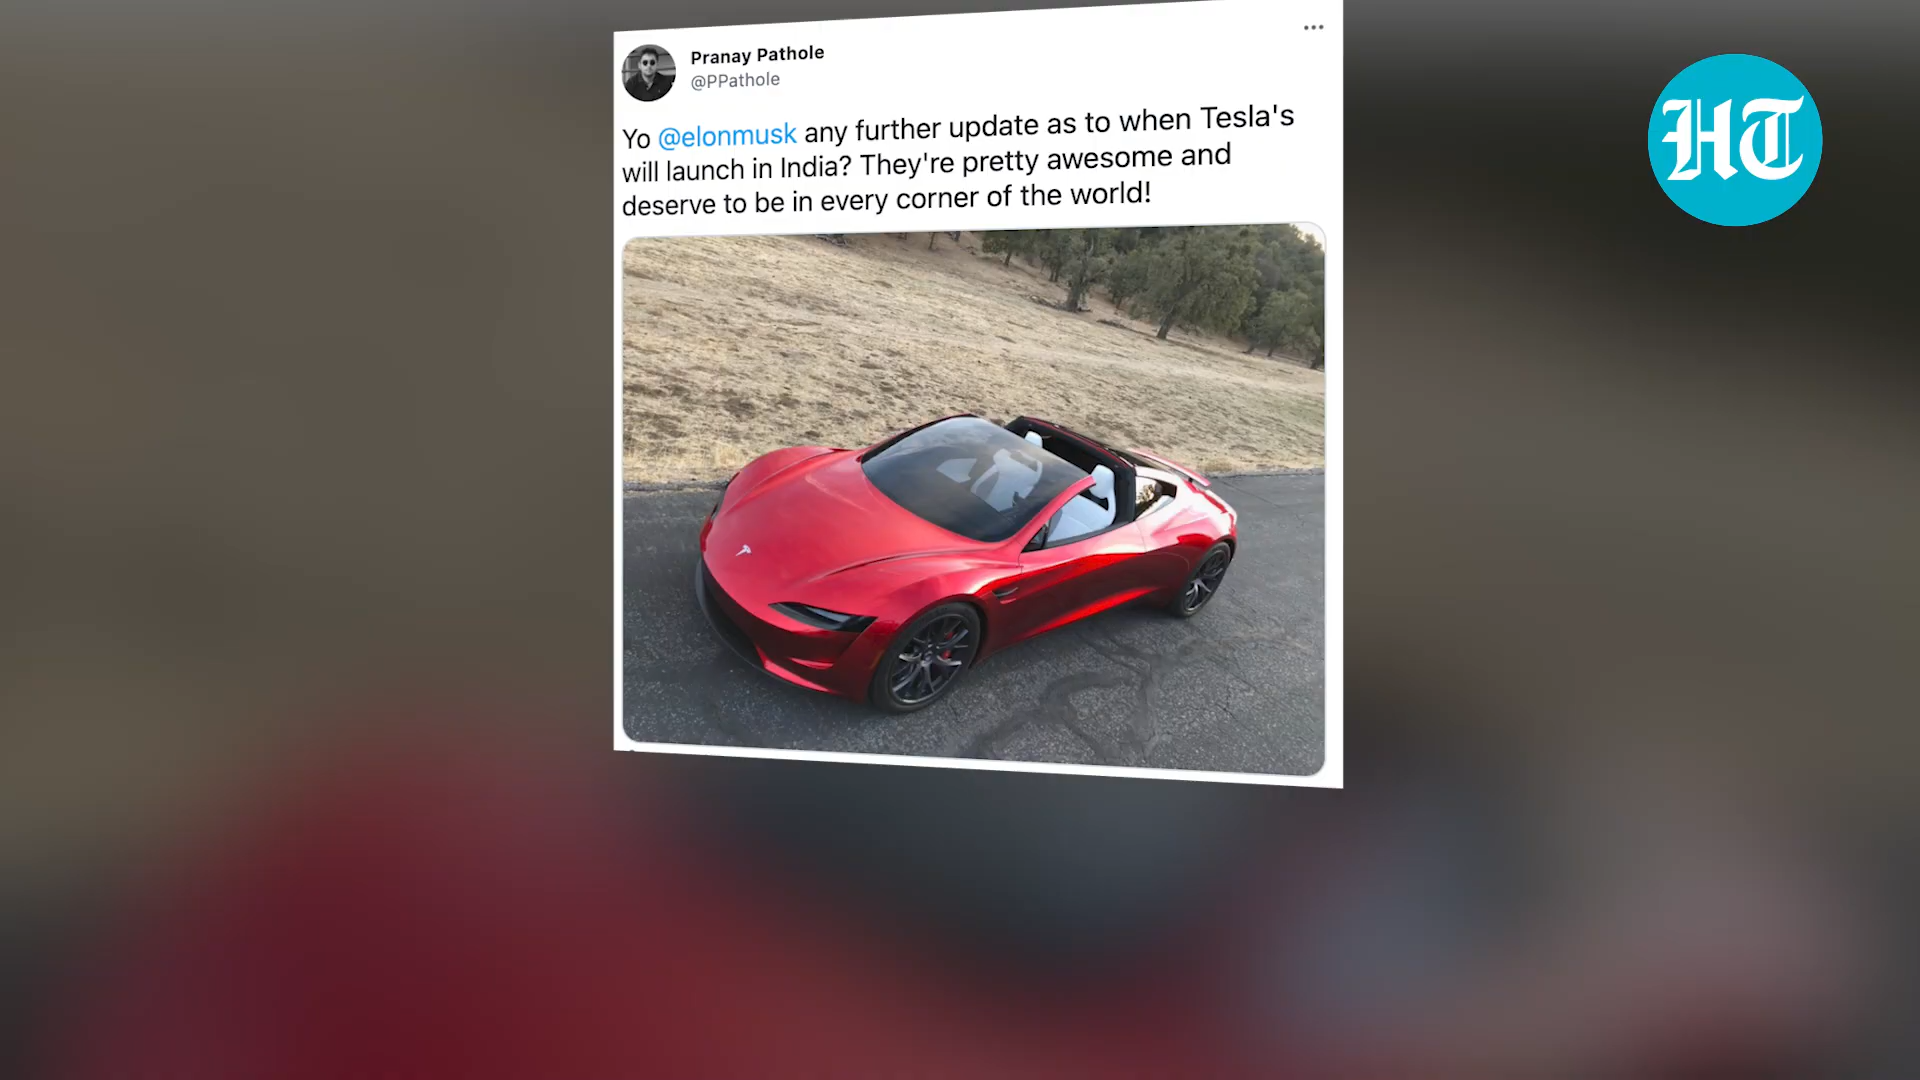 Pranay Pathole
@PPathole
Yo @elonmusk any further update as to when Tesla's
will launch in India? They're pretty awesome and
deserve to be in every corner of the world!
HT